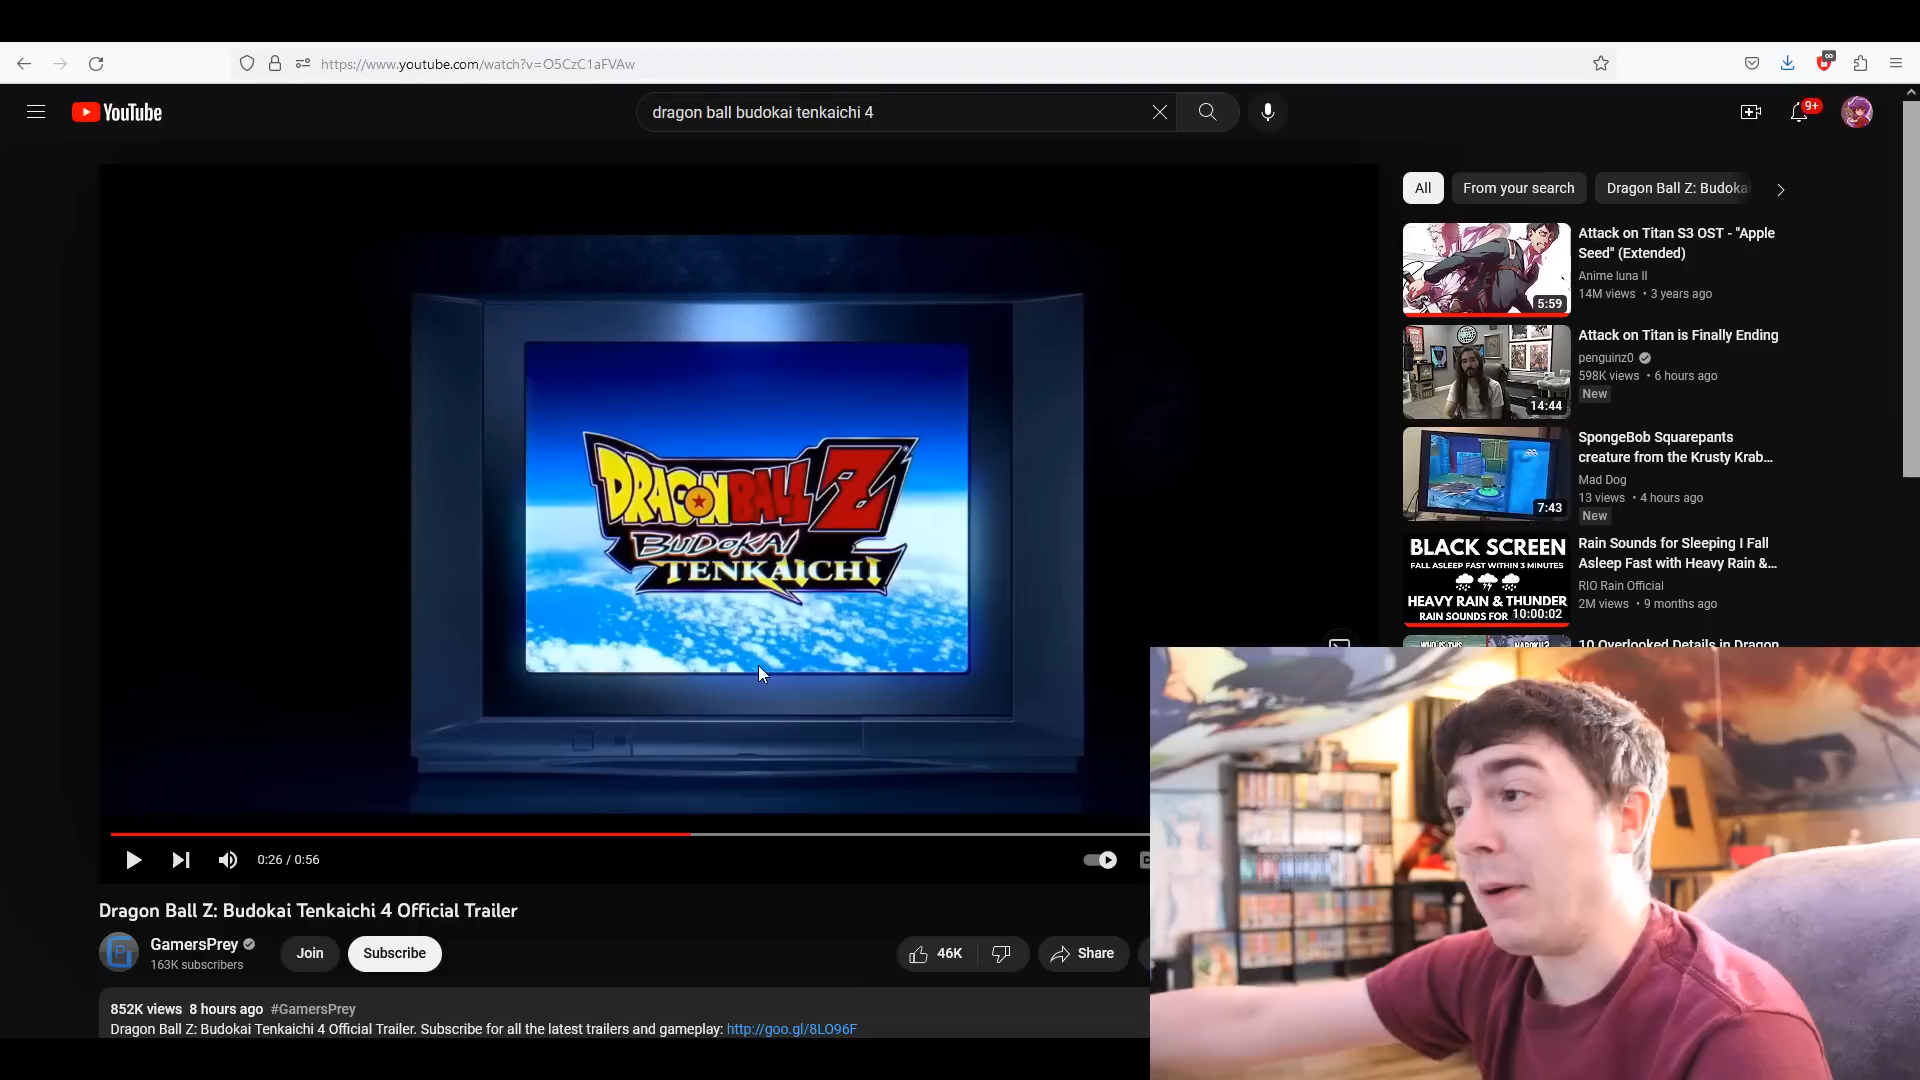 https://www.youtube.com/watch?v=O5CzC1aFVAw
YouTube
dragon ball budokai tenkaichi 4
9+
All
From your search
Dragon Ball Z: Budokai
DRAGON BALL Z
BUDOKAI
TENKAICHI
Attack on Titan S3 OST - "Apple
Seed" (Extended)
Anime luna II
14M views • 3 years ago
5:59
Attack on Titan is Finally Ending
penguinz0
598K views • 6 hours ago
New
14:44
SpongeBob Squarepants
creature from the Krusty Krab...
Mad Dog
13 views • 4 hours ago
New
7:43
BLACK SCREEN
FALL ASLEEP FAST WITHIN 3 MINUTES
HEAVY RAIN & THUNDER
RAIN SOUNDS FOR
10:00:02
Rain Sounds for Sleeping I Fall
Asleep Fast with Heavy Rain &...
RIO Rain Official
2M views • 9 months ago
10 Overlooked Details in Dragon
0:26 / 0:56
Dragon Ball Z: Budokai Tenkaichi 4 Official Trailer
GamersPrey
163K subscribers
Join
Subscribe
46K
Share
852K views 8 hours ago #GamersPrey
Dragon Ball Z: Budokai Tenkaichi 4 Official Trailer. Subscribe for all the latest trailers and gameplay: http://goo.gl/8LO96F